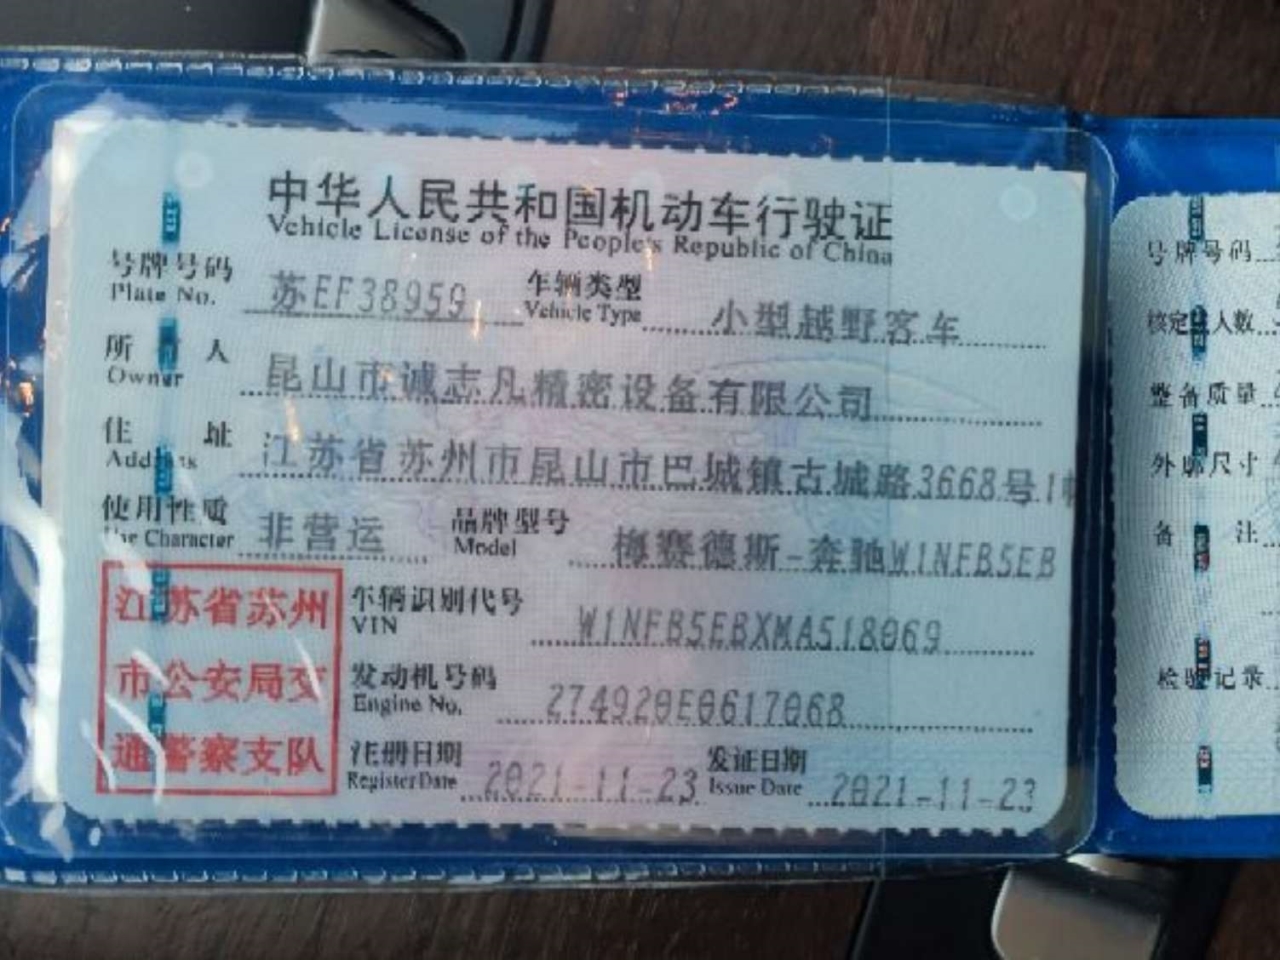 中华人民共和国机动车行驶证
Vehicle License of the People's Republic of China
号牌号码 苏EF38959 车辆类型 小型越野客车
Plate No. Vehicle Type
所有人 昆山市诚志凡精密设备有限公司
Owner
住址 江苏省苏州市昆山市巴城镇古城路3668号1
Address
使用性质 非营运 品牌型号 梅赛德斯-奔驰W1NFB5EB
Use Character Model
江苏省苏州
市公安局交
通警察支队
车辆识别代号 W1NFB5EBXMA518069
VIN
发动机号码 274920E0617068
Engine No.
注册日期 2021-11-23 发证日期 2021-11-23
Register Date Issue Date
号牌号码
核定载人数
整备质量
外廓尺寸
备注
检验记录